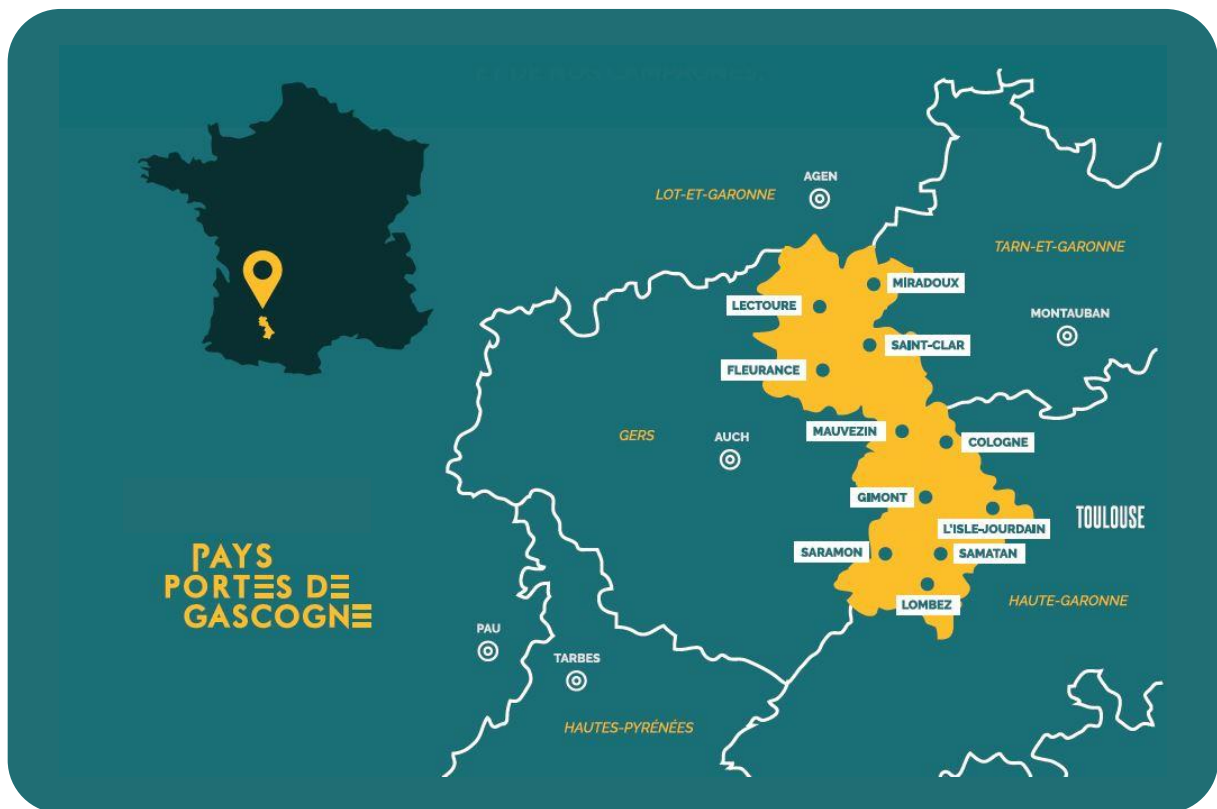 AGEN
LOT-ET-GARONNE
TARN-ET-GARONNE
MIRADOUX
LECTOURE
MONTAUBAN
SAINT-CLAR
FLEURANCE
MAUVEZIN
GERS
AUCH
COLOGNE
GIMONT
TOULOUSE
L'ISLE-JOURDAIN
SARAMON
SAMATAN
PAYS
PORTES DE
GASCOGNE
LOMBEZ
HAUTE-GARONNE
PAU
TARBES
HAUTES-PYRÉNÉES